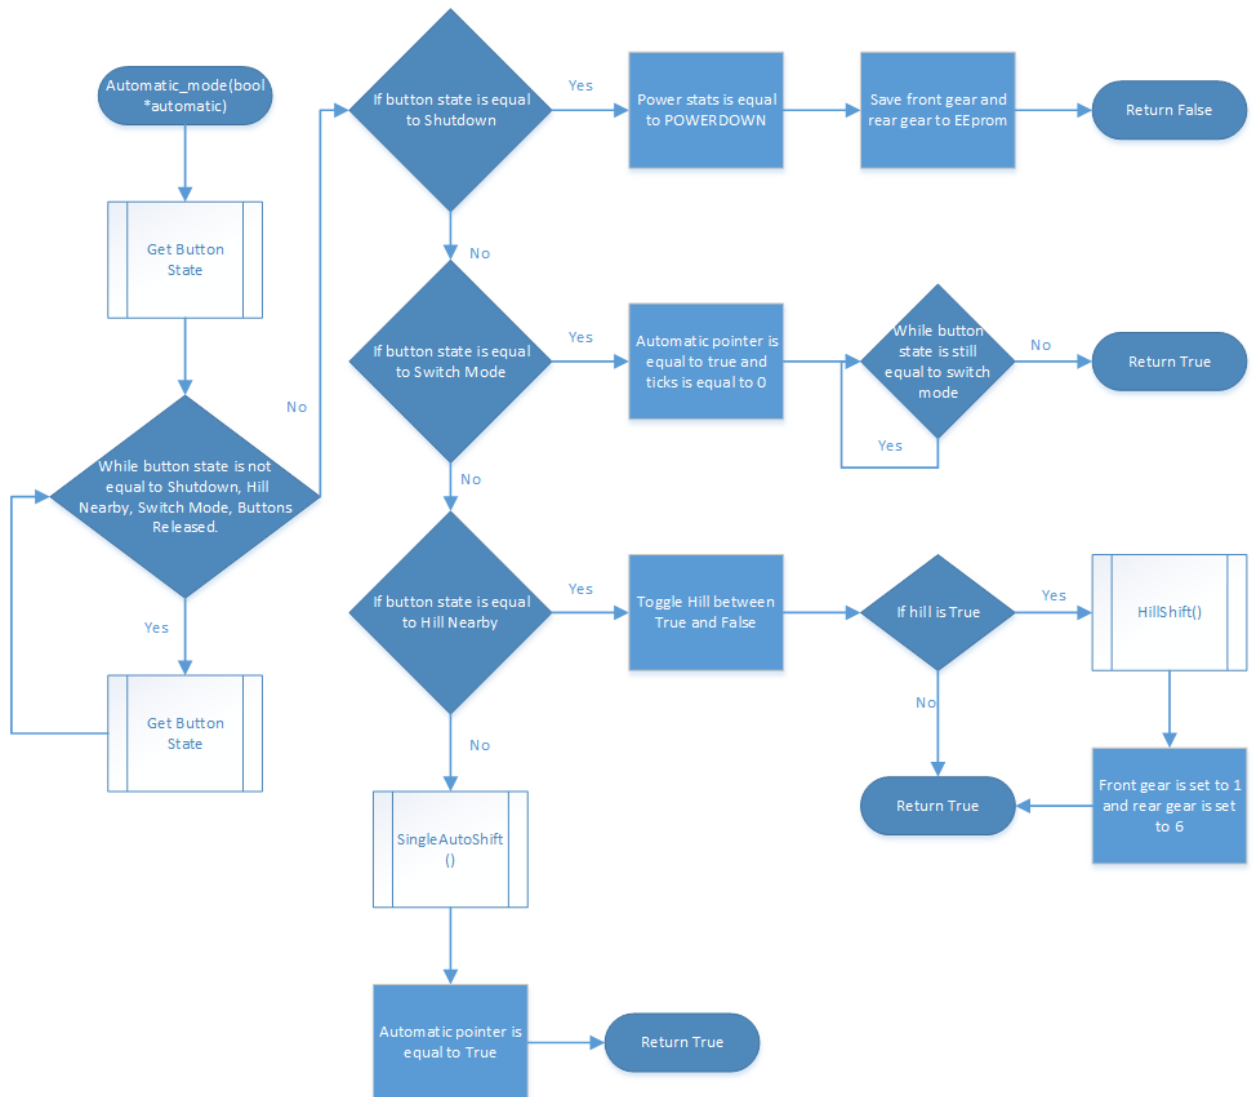 Automatic_mode(bool
*automatic)
Get Button
State
While button state is not
equal to Shutdown, Hill
Nearby, Switch Mode, Buttons
Released.
Yes
Get Button
State
No
If button state is equal
to Shutdown
Yes
Power stats is equal
to POWERDOWN
Save front gear and
rear gear to EEprom
Return False
No
If button state is equal
to Switch Mode
Yes
Automatic pointer is
equal to true and
ticks is equal to 0
While button
state is still
equal to switch
mode
Yes
No
Return True
No
If button state is equal
to Hill Nearby
Yes
Toggle Hill between
True and False
If hill is True
Yes
HillShift()
Front gear is set to 1
and rear gear is set
to 6
No
Return True
No
SingleAutoShift
()
Automatic pointer is
equal to True
Return True